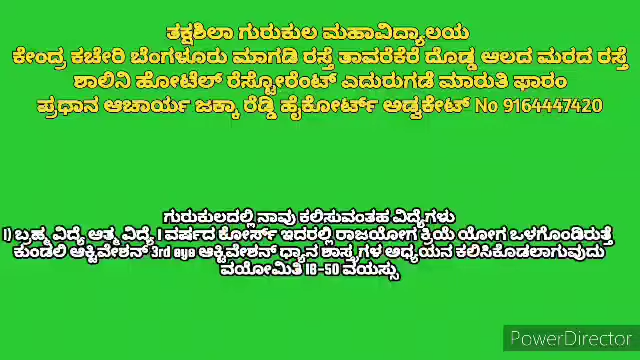 ತಕ್ಷಶಿಲಾ ಗುರುಕುಲ ಮಹಾವಿದ್ಯಾಲಯ
ಕೇಂದ್ರ ಕಚೇರಿ ಬೆಂಗಳೂರು ಮಾಗಡಿ ರಸ್ತೆ ತಾವರೆಕೆರೆ ದೊಡ್ಡ ಆಲದ ಮರದ ರಸ್ತೆ
ಶಾಲಿನಿ ಹೋಟೆಲ್ ರೆಸ್ಟೋರೆಂಟ್ ಎದುರುಗಡೆ ಮಾರುತಿ ಫಾರಂ
ಪ್ರಧಾನ ಆಚಾರ್ಯ ಜಕ್ಕಾ ರೆಡ್ಡಿ ಹೈಕೋರ್ಟ್ ಅಡ್ವಕೇಟ್ No 9164447420
ಗುರುಕುಲದಲ್ಲಿ ನಾವು ಕಲಿಸುವಂತಹ ವಿದ್ಯೆಗಳು
1) ಬ್ರಹ್ಮ ವಿದ್ಯೆ ಆತ್ಮ ವಿದ್ಯೆ 1 ವರ್ಷದ ಕೋರ್ಸ್ ಇದರಲ್ಲಿ ರಾಜಯೋಗ ಕ್ರಿಯೆ ಯೋಗ ಒಳಗೊಂಡಿರುತ್ತೆ
ಕುಂಡಲಿ ಆಕ್ಟಿವೇಶನ್ 3rd eye ಆಕ್ಟಿವೇಶನ್ ಧ್ಯಾನ ಶಾಸ್ತ್ರಗಳ ಅಧ್ಯಯನ ಕಲಿಸಿಕೊಡಲಾಗುವುದು
ವಯೋಮಿತಿ 18-50 ವಯಸ್ಸು
PowerDirector